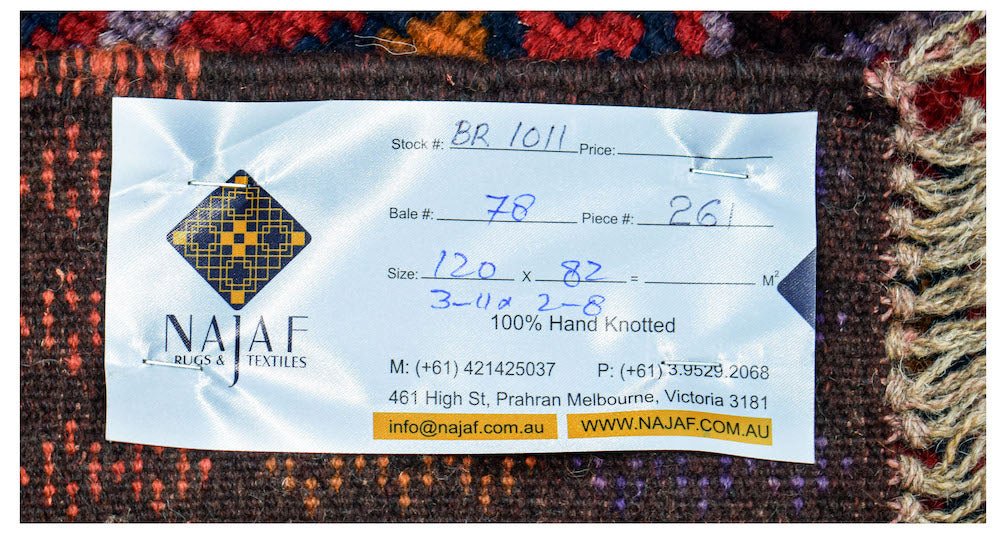 Stock #: BR 1011 Price:
Bale #: 78 Piece #: 261
Size: 120 x 82 = M²
3-11x 2-8
100% Hand Knotted
NAJAF
RUGS & TEXTILES
M: (+61) 421425037 P: (+61) 3.9529.2068
461 High St, Prahran Melbourne, Victoria 3181
info@najaf.com.au WWW.NAJAF.COM.AU